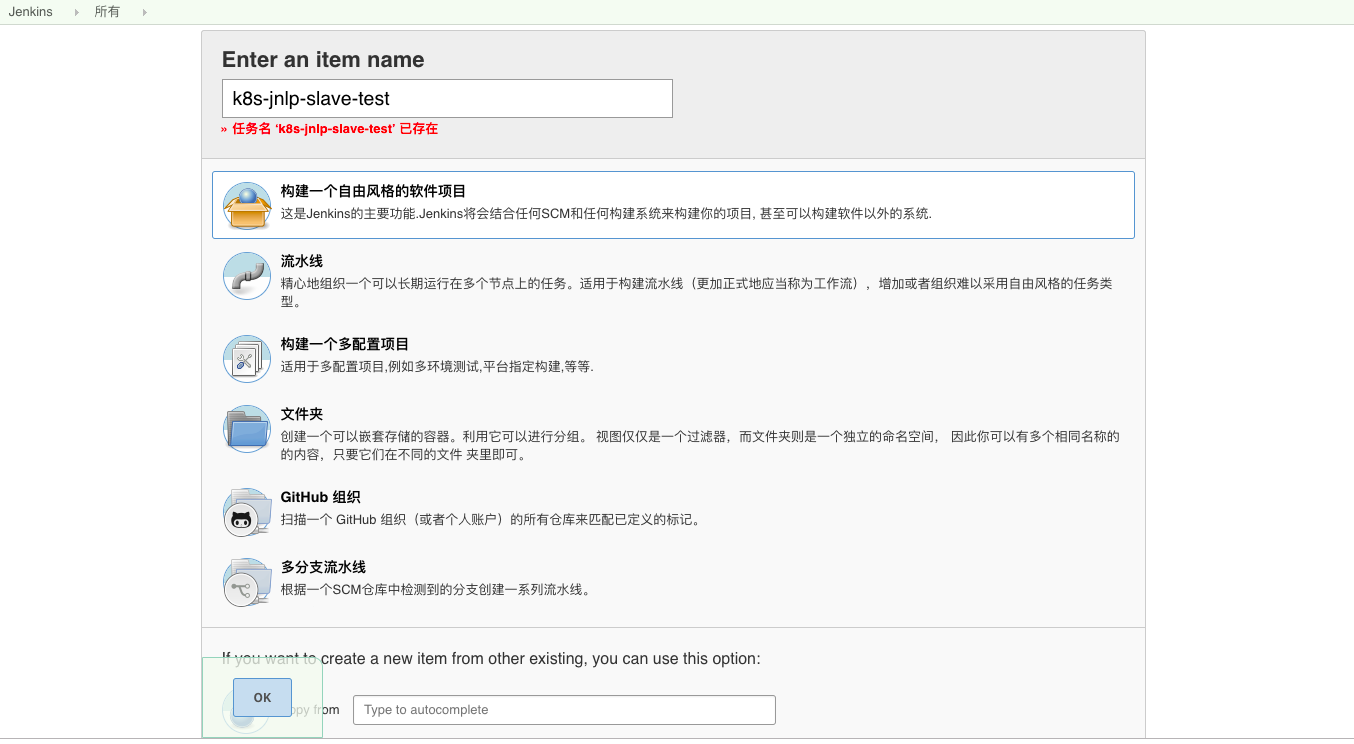 Jenkins
所有
Enter an item name
k8s-jnlp-slave-test
» 任务名 ‘k8s-jnlp-slave-test’ 已存在
构建一个自由风格的软件项目
这是Jenkins的主要功能.Jenkins将会结合任何SCM和任何构建系统来构建你的项目, 甚至可以构建软件以外的系统.
流水线
精心地组织一个可以长期运行在多个节点上的任务。适用于构建流水线（更加正式地应当称为工作流），增加或者组织难以采用自由风格的任务类
型。
构建一个多配置项目
适用于多配置项目,例如多环境测试,平台指定构建,等等.
文件夹
创建一个可以嵌套存储的容器。利用它可以进行分组。 视图仅仅是一个过滤器，而文件夹则是一个独立的命名空间， 因此你可以有多个相同名称的
的内容，只要它们在不同的文件 夹里即可。
GitHub 组织
扫描一个 GitHub 组织（或者个人账户）的所有仓库来匹配已定义的标记。
多分支流水线
根据一个SCM仓库中检测到的分支创建一系列流水线。
If you want to create a new item from other existing, you can use this option:
OK
opy from
Type to autocomplete